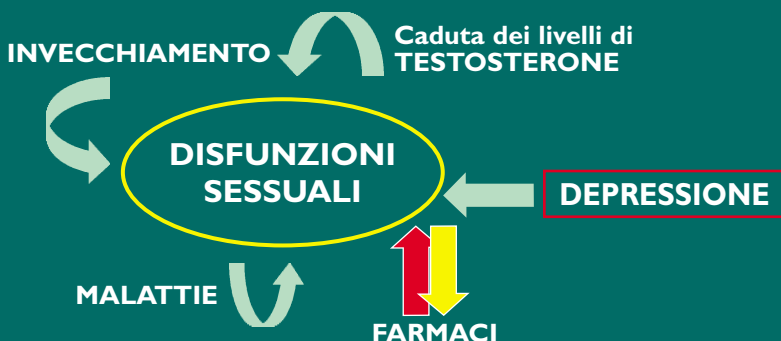 INVECCHIAMENTO
Caduta dei livelli di
TESTOSTERONE
DISFUNZIONI
SESSUALI
DEPRESSIONE
MALATTIE
FARMACI